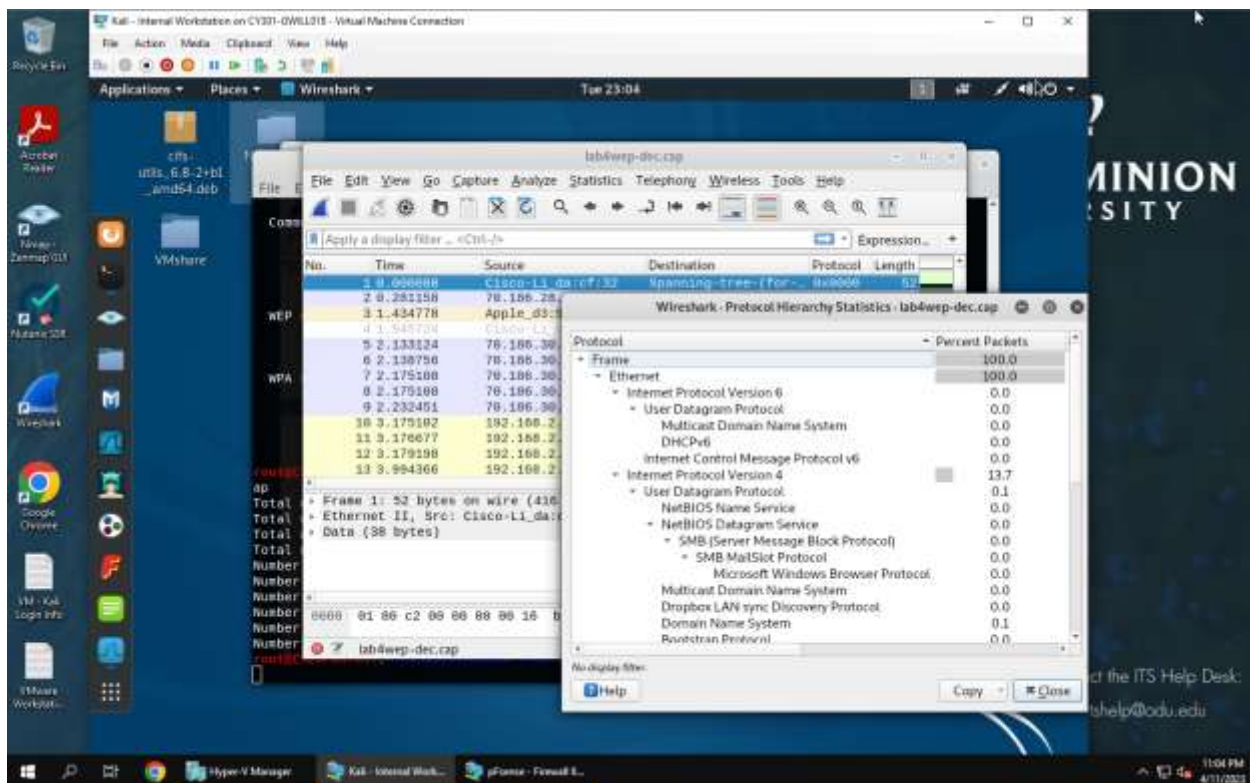 Kali - Internal Workstation on CY301-GWILL018 - Virtual Machine Connection
File Action Media Clipboard View Help
Applications Places Wireshark Tue 23:04 1
Recycle Bin
Acrobat Reader
Nmap - Zenmap GUI
Wireshark
Google Chrome
VM - Kali Login Info
VMware Workstat...
cifs-utils_6.8-2+b1_amd64.deb
VMshare
MINION
SITY
File E
Comm
WEP
WPA
ap
Total
Total
Total
Total
Number
Number
Number
Number
Number
Number
lab4wep-dec.cap
File Edit View Go Capture Analyze Statistics Telephony Wireless Tools Help
Apply a display filter ... <Ctrl-/> Expression... +
No. Time Source Destination Protocol Length
1 0.000000 Cisco-Li_da:cf:32 Spanning-tree-(for-... 0x0000 52
2 0.281158 70.186.28.
3 1.434778 Apple_d3:
5 2.133124 70.186.30.
6 2.138756 70.186.30.
7 2.175108 70.186.30.
8 2.175108 70.186.30.
9 2.232451 70.186.30.
10 3.175102 192.168.2.
11 3.176677 192.168.2.
12 3.179198 192.168.2.
13 3.994366 192.168.2.
Frame 1: 52 bytes on wire (416
Ethernet II, Src: Cisco-Li_da:c
Data (38 bytes)
0000 01 80 c2 00 00 00 00 16 b
lab4wep-dec.cap
Wireshark - Protocol Hierarchy Statistics - lab4wep-dec.cap
Protocol Percent Packets
Frame 100.0
Ethernet 100.0
Internet Protocol Version 6 0.0
User Datagram Protocol 0.0
Multicast Domain Name System 0.0
DHCPv6 0.0
Internet Control Message Protocol v6 0.0
Internet Protocol Version 4 13.7
User Datagram Protocol 0.1
NetBIOS Name Service 0.0
NetBIOS Datagram Service 0.0
SMB (Server Message Block Protocol) 0.0
SMB MailSlot Protocol 0.0
Microsoft Windows Browser Protocol 0.0
Multicast Domain Name System 0.0
Dropbox LAN sync Discovery Protocol 0.0
Domain Name System 0.1
Bootstrap Protocol 0.0
No display filter.
Help Copy Close
ct the ITS Help Desk:
tshelp@odu.edu
Hyper-V Manager Kali - Internal Work... pfSense - Firewall &...
11:04 PM
4/11/2023